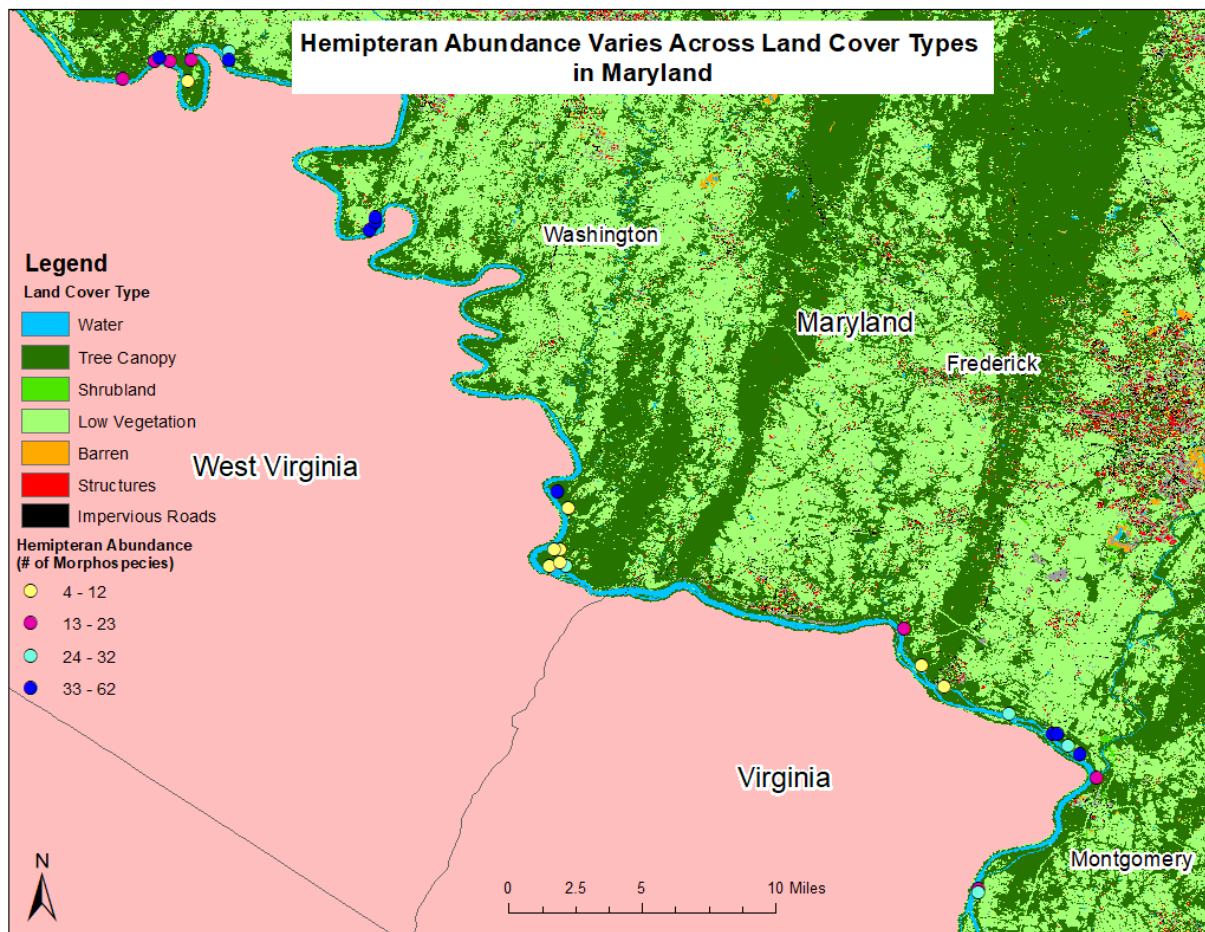 Hemipteran Abundance Varies Across Land Cover Types
in Maryland
Washington
Maryland
Frederick
West Virginia
Virginia
Montgomery
Legend
Land Cover Type
Water
Tree Canopy
Shrubland
Low Vegetation
Barren
Structures
Impervious Roads
Hemipteran Abundance
(# of Morphospecies)
4 - 12
13 - 23
24 - 32
33 - 62
N
0 2.5 5 10 Miles